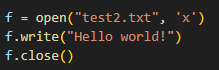 f = open("test2.txt", 'x')
f.write("Hello world!")
f.close()